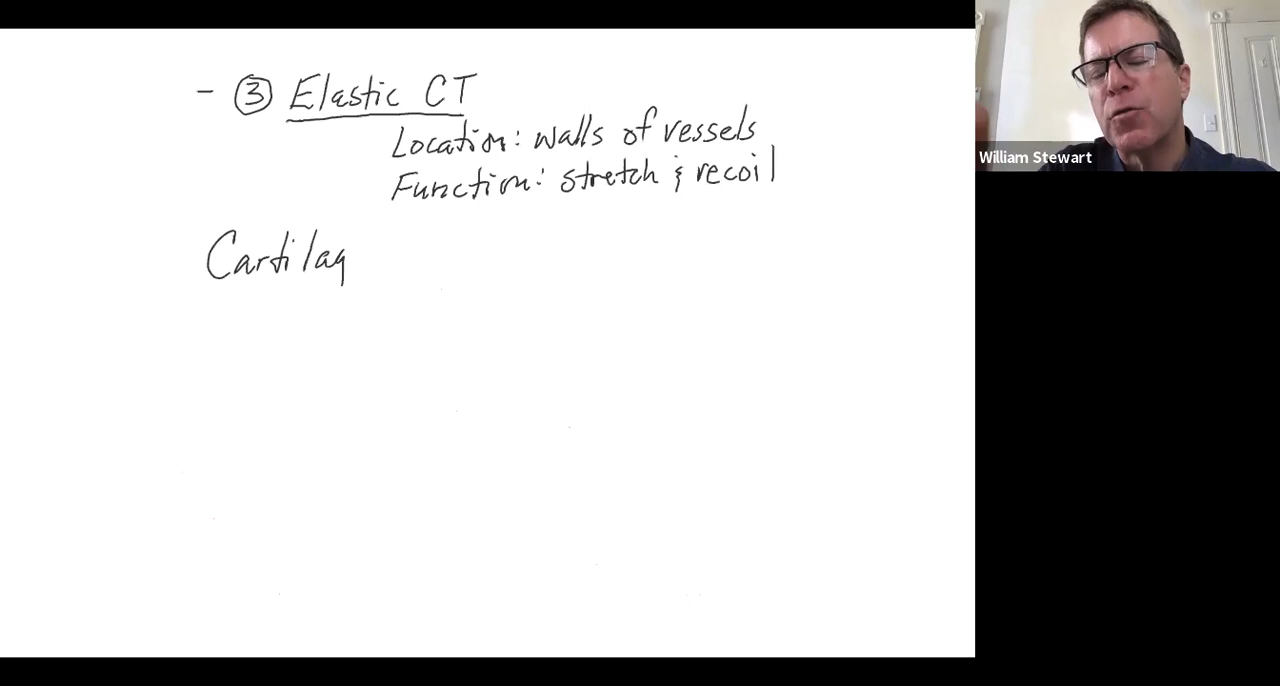 - ③ Elastic CT
Location: walls of vessels
Function: stretch & recoil
Cartilag
William Stewart